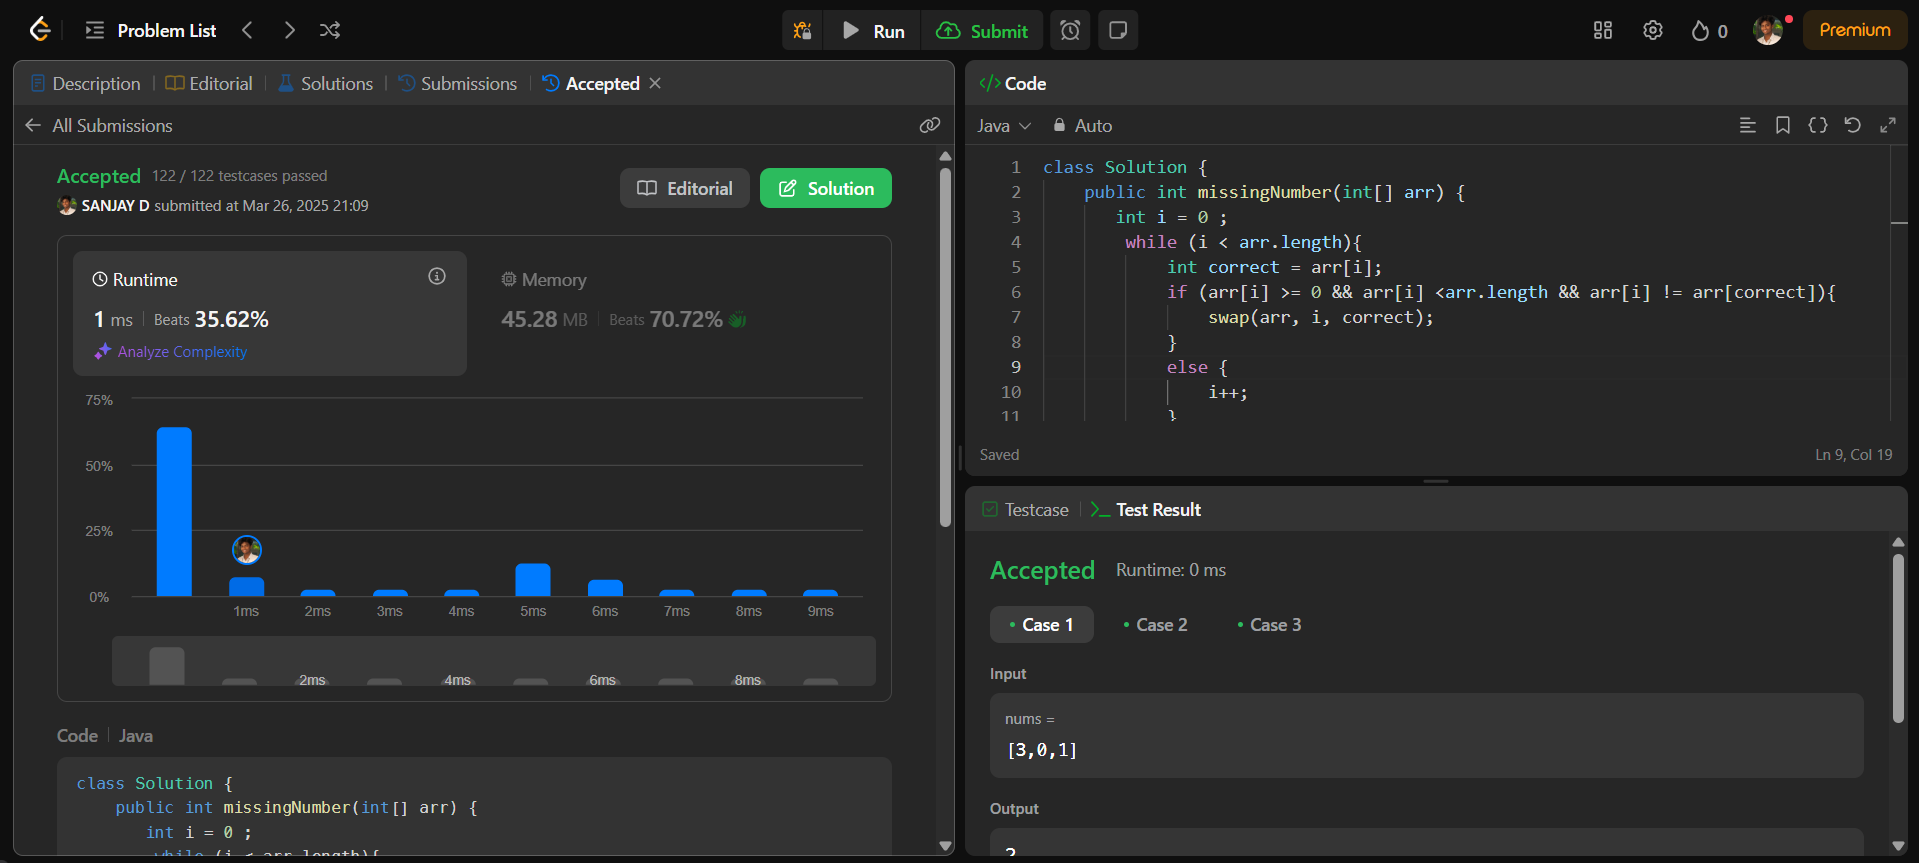 Problem List
Run
Submit
0
Premium
Description
Editorial
Solutions
Submissions
Accepted
All Submissions
Accepted 122 / 122 testcases passed
SANJAY D submitted at Mar 26, 2025 21:09
Editorial
Solution
Runtime
1 ms Beats 35.62%
Analyze Complexity
Memory
45.28 MB Beats 70.72%
75%
50%
25%
0%
1ms 2ms 3ms 4ms 5ms 6ms 7ms 8ms 9ms
2ms 4ms 6ms 8ms
Code Java
class Solution {
public int missingNumber(int[] arr) {
int i = 0 ;
while (i < arr.length){
</> Code
Java Auto
1 class Solution {
2 public int missingNumber(int[] arr) {
3 int i = 0 ;
4 while (i < arr.length){
5 int correct = arr[i];
6 if (arr[i] >= 0 && arr[i] <arr.length && arr[i] != arr[correct]){
7 swap(arr, i, correct);
8 }
9 else {
10 i++;
11 }
Saved
Ln 9, Col 19
Testcase
Test Result
Accepted Runtime: 0 ms
Case 1
Case 2
Case 3
Input
nums =
[3,0,1]
Output
2